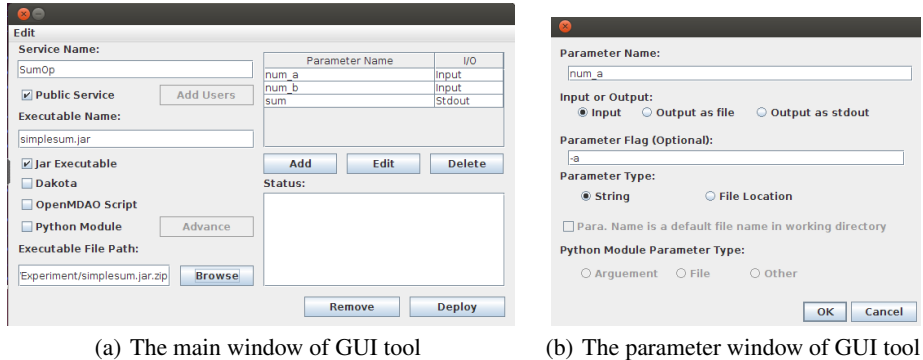 Edit
Service Name:
SumOp
Public Service
Add Users
Executable Name:
simplesum.jar
Jar Executable
Dakota
OpenMDAO Script
Python Module
Advance
Executable File Path:
'Experiment/simplesum.jar.zip
Browse
Parameter Name I/O
num_a Input
num_b Input
sum Stdout
Add Edit Delete
Status:
Remove Deploy
(a) The main window of GUI tool
Parameter Name:
num_a
Input or Output:
Input Output as file Output as stdout
Parameter Flag (Optional):
-a
Parameter Type:
String File Location
Para. Name is a default file name in working directory
Python Module Parameter Type:
Arguement File Other
OK Cancel
(b) The parameter window of GUI tool